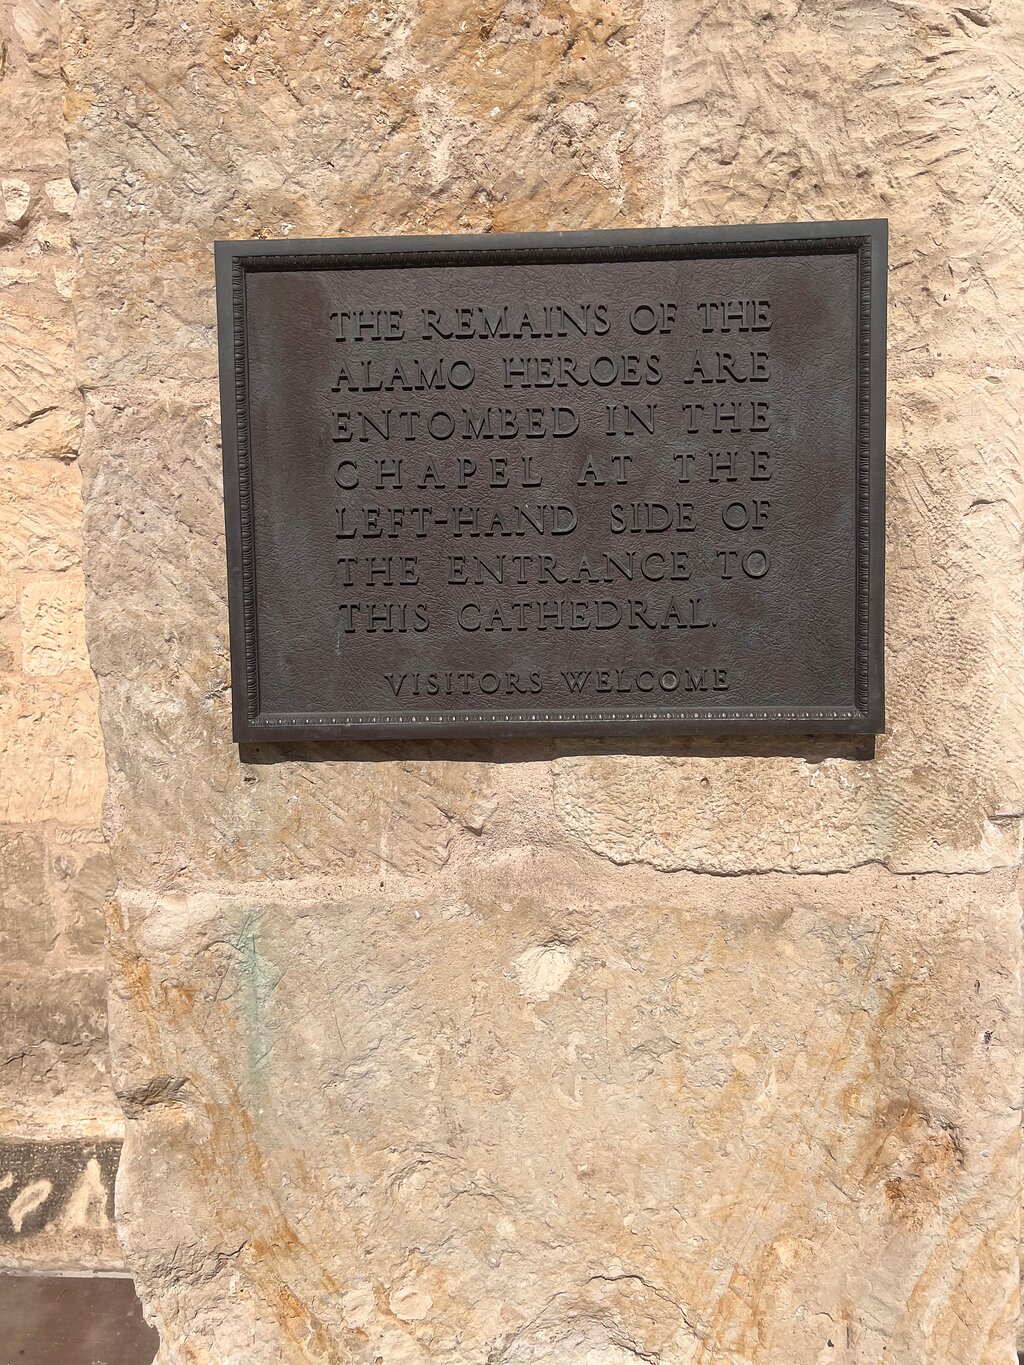 THE REMAINS OF THE
ALAMO HEROES ARE
ENTOMBED IN THE
CHAPEL AT THE
LEFT-HAND SIDE OF
THE ENTRANCE TO
THIS CATHEDRAL.
VISITORS WELCOME